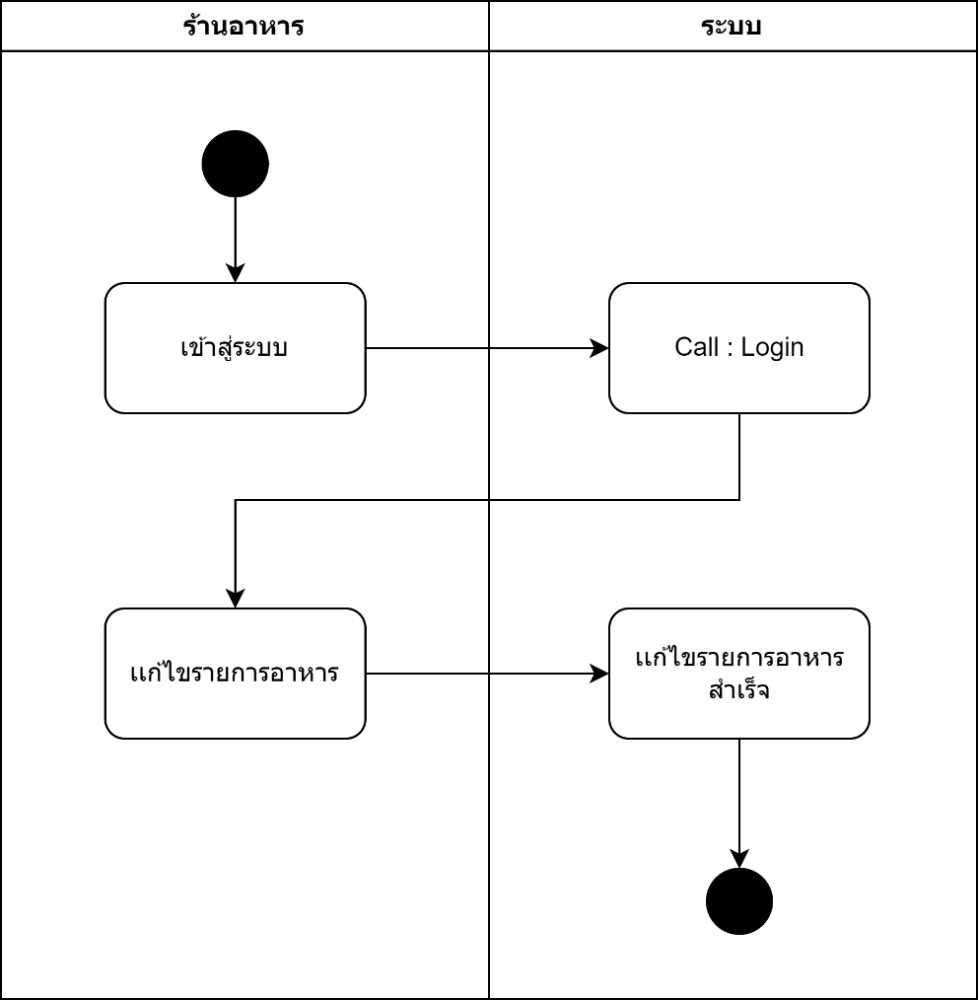 ร้านอาหาร
ระบบ
เข้าสู่ระบบ
Call : Login
แก้ไขรายการอาหาร
แก้ไขรายการอาหาร
สำเร็จ